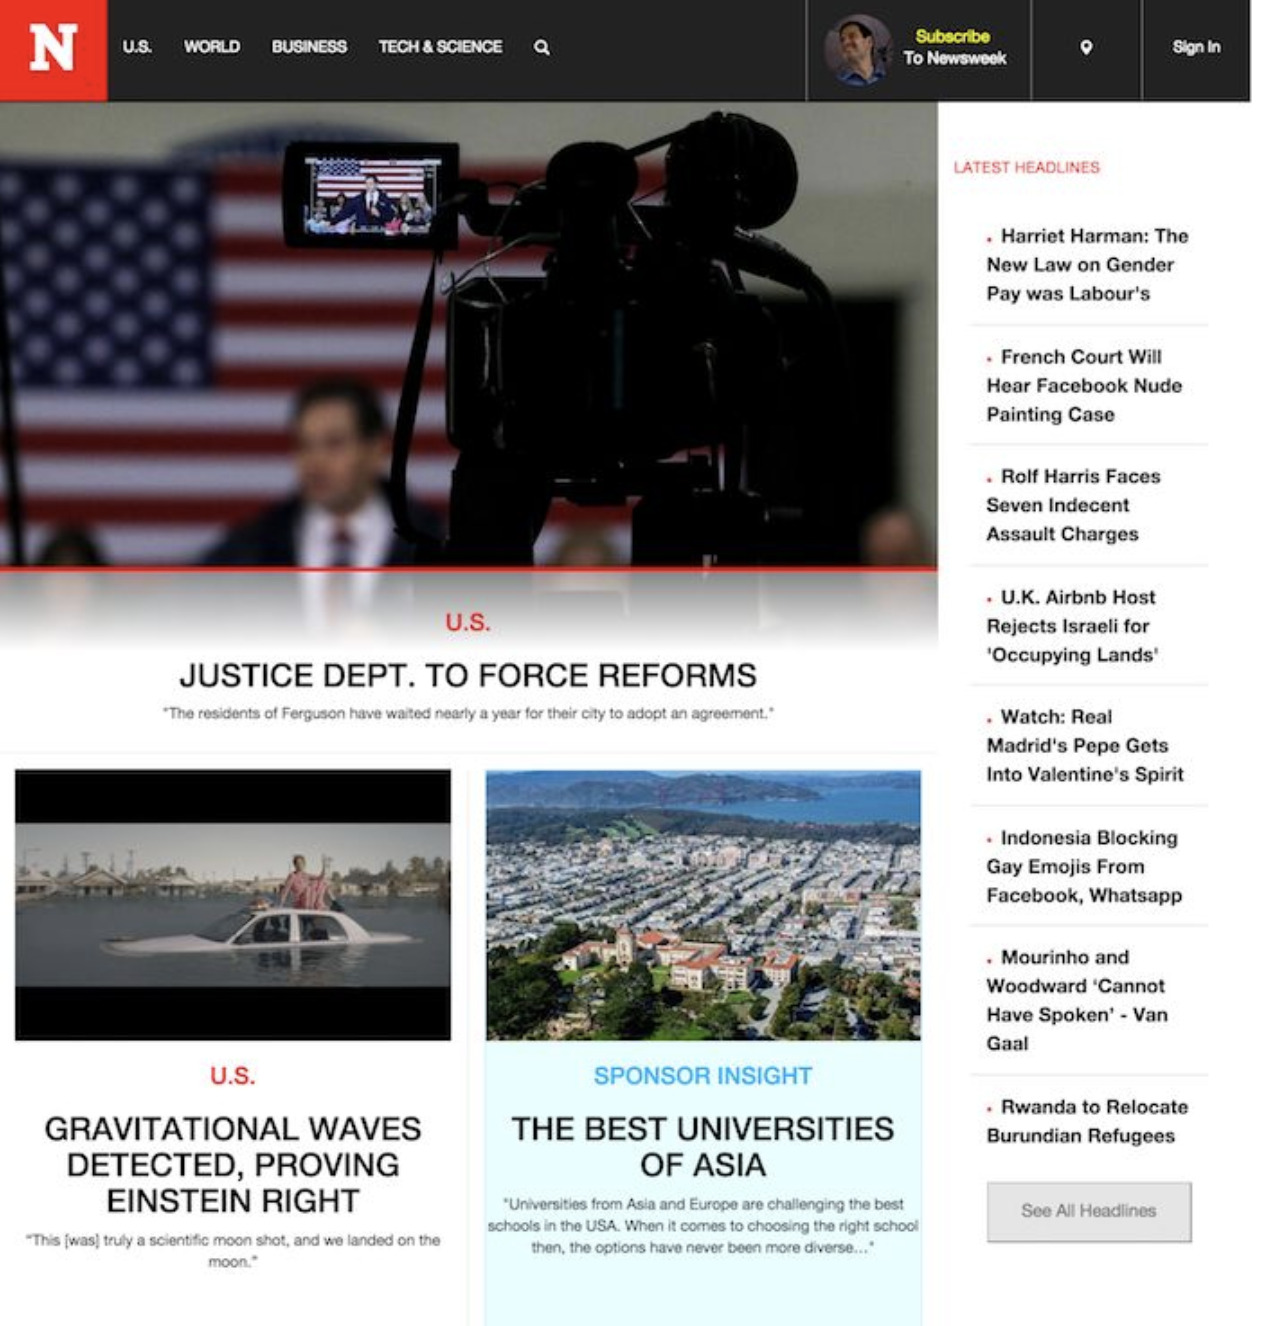 N
U.S.
WORLD
BUSINESS
TECH & SCIENCE
Subscribe
To Newsweek
Sign In
U.S.
JUSTICE DEPT. TO FORCE REFORMS
"The residents of Ferguson have waited nearly a year for their city to adopt an agreement."
U.S.
GRAVITATIONAL WAVES
DETECTED, PROVING
EINSTEIN RIGHT
"This [was] truly a scientific moon shot, and we landed on the
moon."
SPONSOR INSIGHT
THE BEST UNIVERSITIES
OF ASIA
"Universities from Asia and Europe are challenging the best
schools in the USA. When it comes to choosing the right school
then, the options have never been more diverse..."
LATEST HEADLINES
Harriet Harman: The
New Law on Gender
Pay was Labour's
French Court Will
Hear Facebook Nude
Painting Case
Rolf Harris Faces
Seven Indecent
Assault Charges
U.K. Airbnb Host
Rejects Israeli for
'Occupying Lands'
Watch: Real
Madrid's Pepe Gets
Into Valentine's Spirit
Indonesia Blocking
Gay Emojis From
Facebook, Whatsapp
Mourinho and
Woodward 'Cannot
Have Spoken' - Van
Gaal
Rwanda to Relocate
Burundian Refugees
See All Headlines